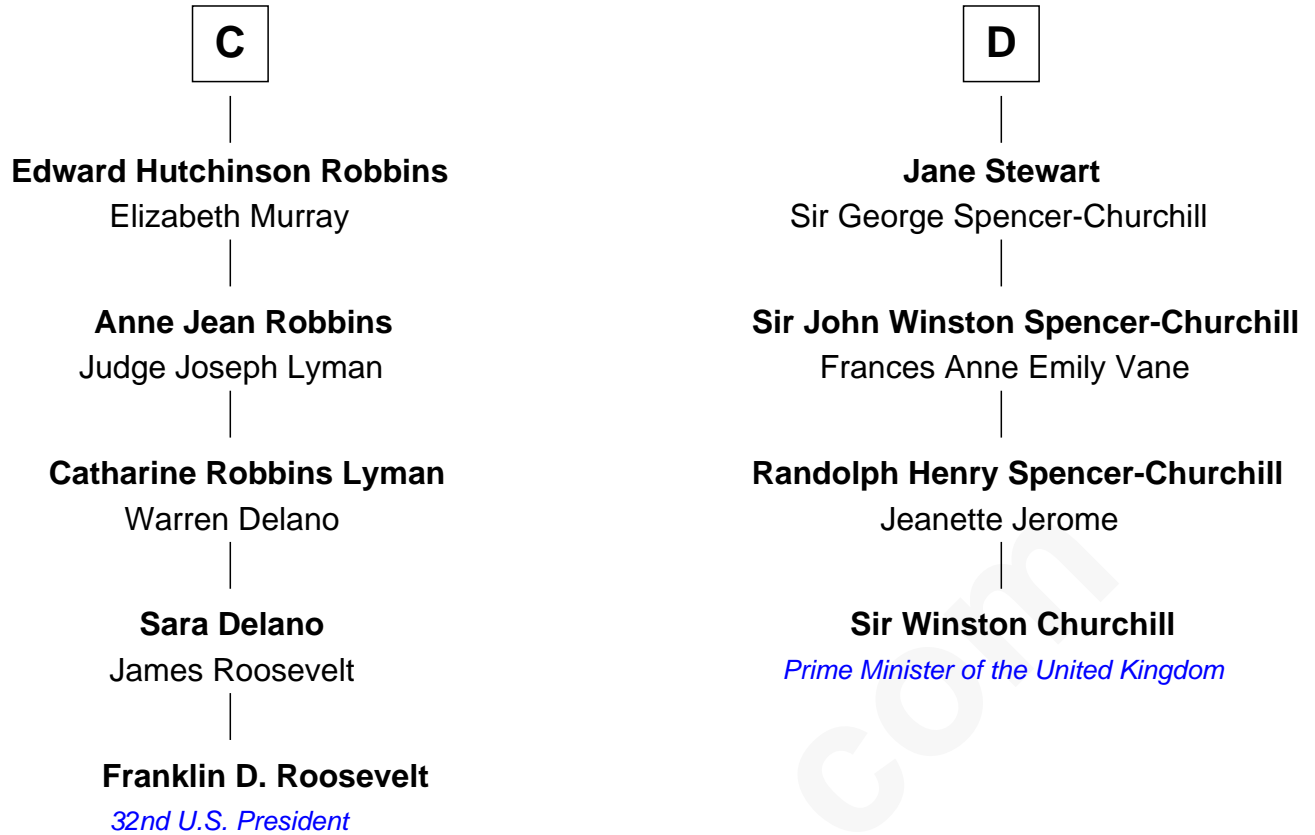 C
Edward Hutchinson Robbins
Elizabeth Murray
Anne Jean Robbins
Judge Joseph Lyman
Catharine Robbins Lyman
Warren Delano
Sara Delano
James Roosevelt
Franklin D. Roosevelt
32nd U.S. President
D
Jane Stewart
Sir George Spencer-Churchill
Sir John Winston Spencer-Churchill
Frances Anne Emily Vane
Randolph Henry Spencer-Churchill
Jeanette Jerome
Sir Winston Churchill
Prime Minister of the United Kingdom
com